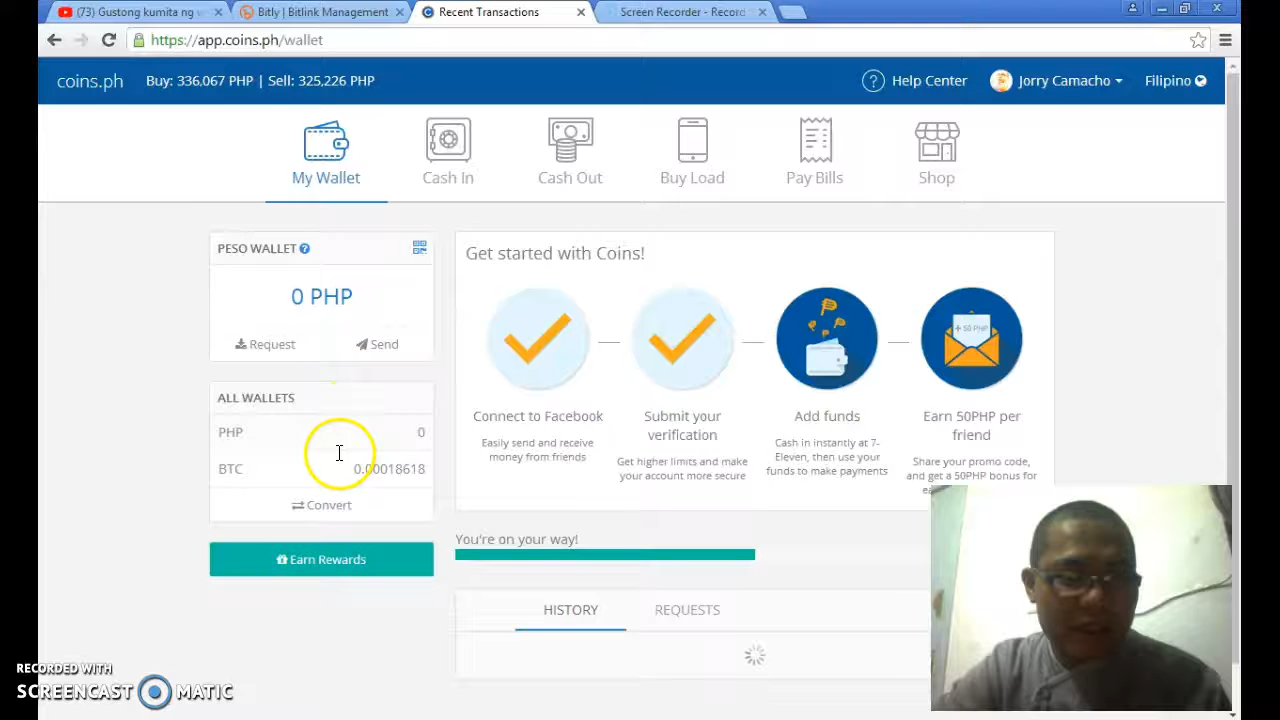 (73) Gustong kumita ng w
Bitly | Bitlink Management
Recent Transactions
Screen Recorder - Record
https://app.coins.ph/wallet
coins.ph
Buy: 336,067 PHP | Sell: 325,226 PHP
? Help Center
Jorry Camacho
Filipino
My Wallet
Cash In
Cash Out
Buy Load
Pay Bills
Shop
PESO WALLET ?
0 PHP
Request
Send
ALL WALLETS
PHP 0
BTC 0.00018618
Convert
Earn Rewards
Get started with Coins!
+ 50 PHP
Connect to Facebook
Easily send and receive
money from friends
Submit your
verification
Get higher limits and make
your account more secure
Add funds
Cash in instantly at 7-
Eleven, then use your
funds to make payments
Earn 50PHP per
friend
Share your promo code,
and get a 50PHP bonus for
You're on your way!
HISTORY
REQUESTS
RECORDED WITH
SCREENCAST MATIC